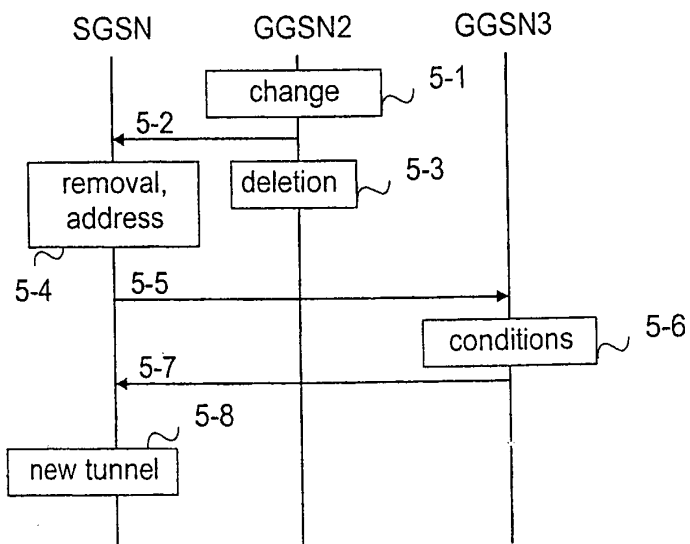 SGSN GGSN2 GGSN3
change 5-1
5-2
removal,
address
deletion 5-3
5-4
5-5
conditions 5-6
5-7
5-8
new tunnel